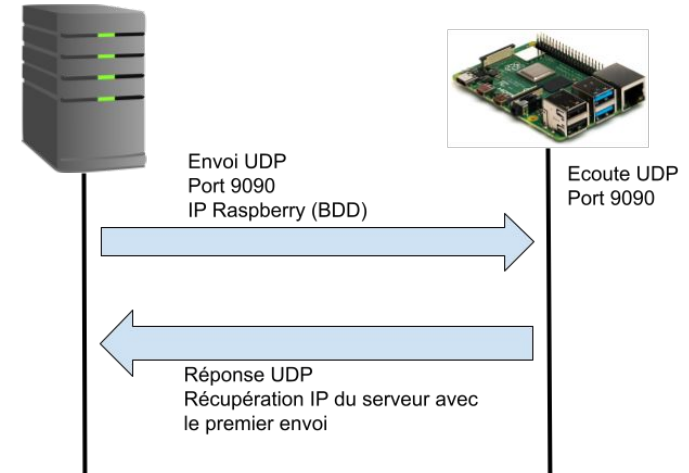 Envoi UDP
Port 9090
IP Raspberry (BDD)
Ecoute UDP
Port 9090
Réponse UDP
Récupération IP du serveur avec
le premier envoi